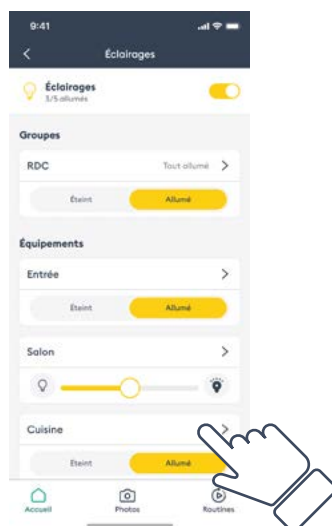 9:41
Éclairages
Éclairages
5/5 allumés
Groupes
RDC Tout allumé
Éteint Allumé
Équipements
Entrée
Éteint Allumé
Salon
Cuisine
Éteint Allumé
Accueil Photos Routines